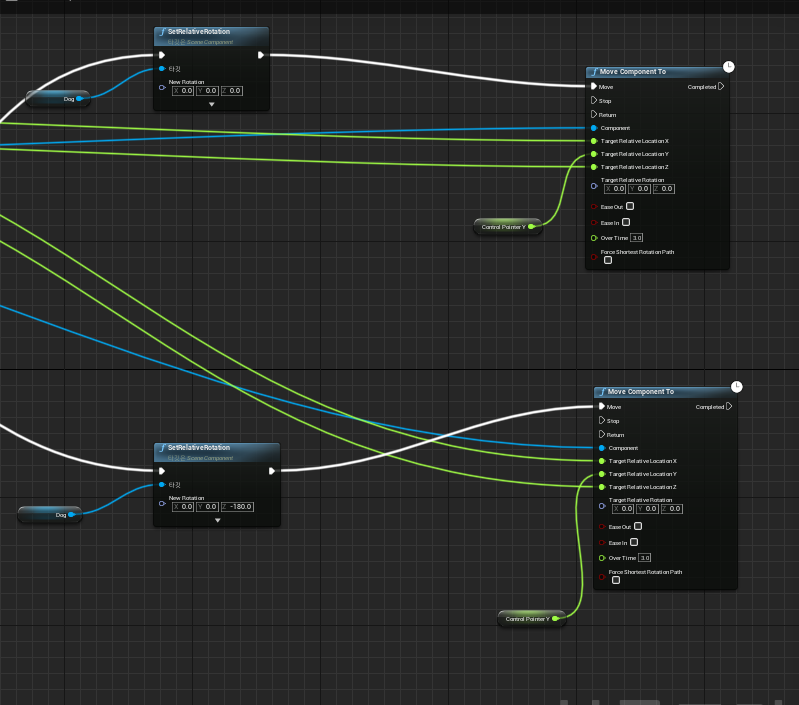 SetRelativeRotation
타깃은 Scene Component
타깃
New Rotation
X 0.0 Y 0.0 Z 0.0
Dog
Move Component To
Move
Completed
Stop
Return
Component
Target Relative Location X
Target Relative Location Y
Target Relative Location Z
Target Relative Rotation
X 0.0 Y 0.0 Z 0.0
Ease Out
Ease In
Over Time 3.0
Force Shortest Rotation Path
Control Pointer Y
SetRelativeRotation
타깃은 Scene Component
타깃
New Rotation
X 0.0 Y 0.0 Z -180.0
Dog
Move Component To
Move
Completed
Stop
Return
Component
Target Relative Location X
Target Relative Location Y
Target Relative Location Z
Target Relative Rotation
X 0.0 Y 0.0 Z 0.0
Ease Out
Ease In
Over Time 3.0
Force Shortest Rotation Path
Control Pointer Y